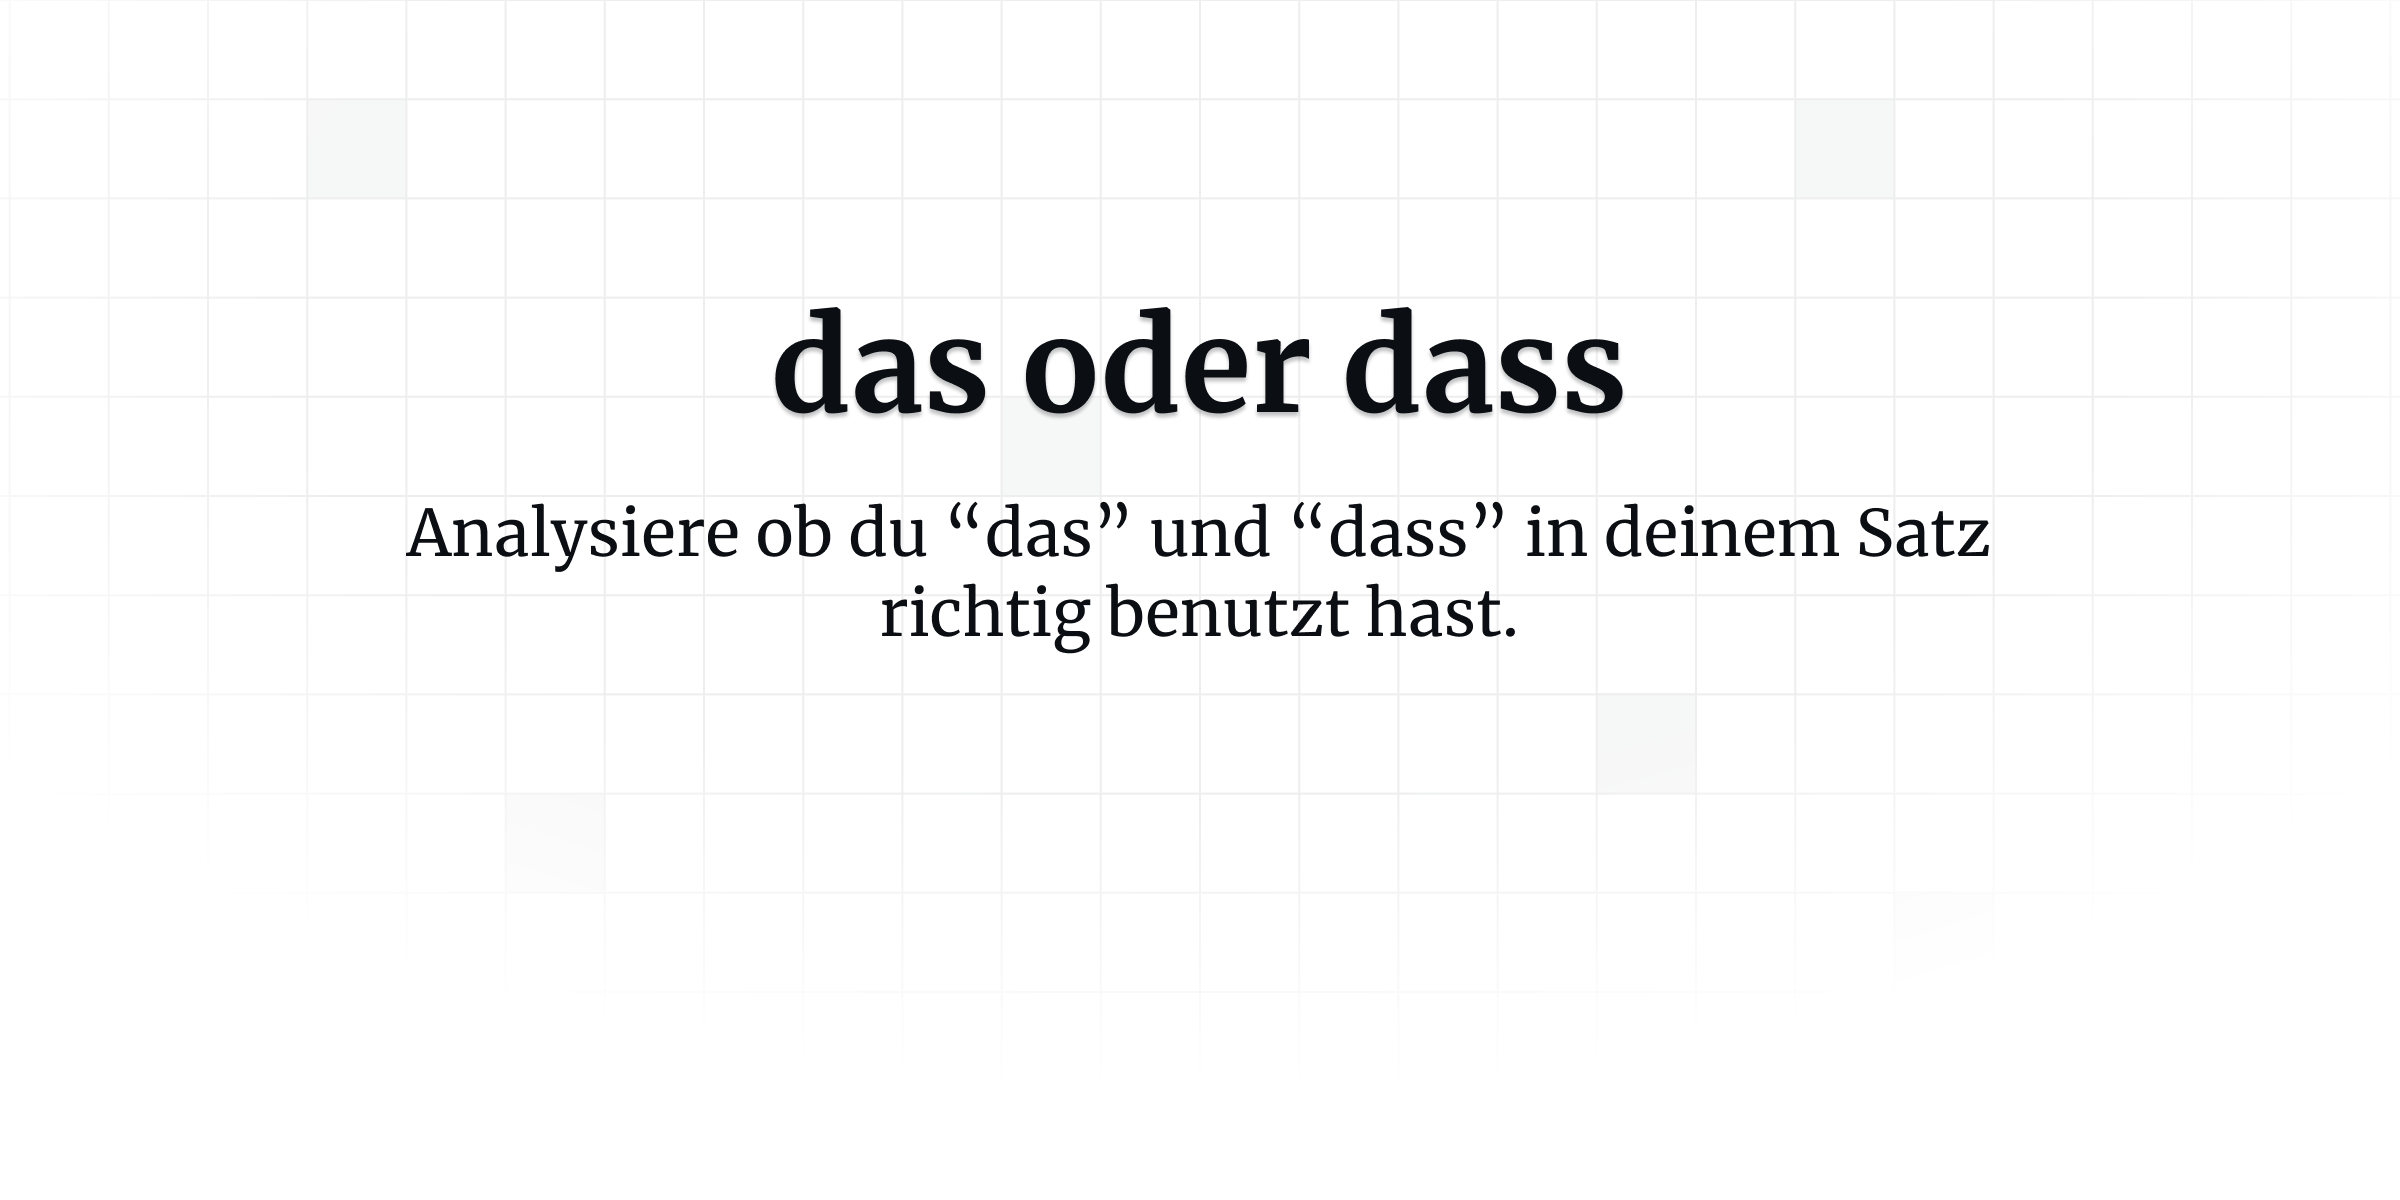 das oder dass
Analysiere ob du “das” und “dass” in deinem Satz
richtig benutzt hast.